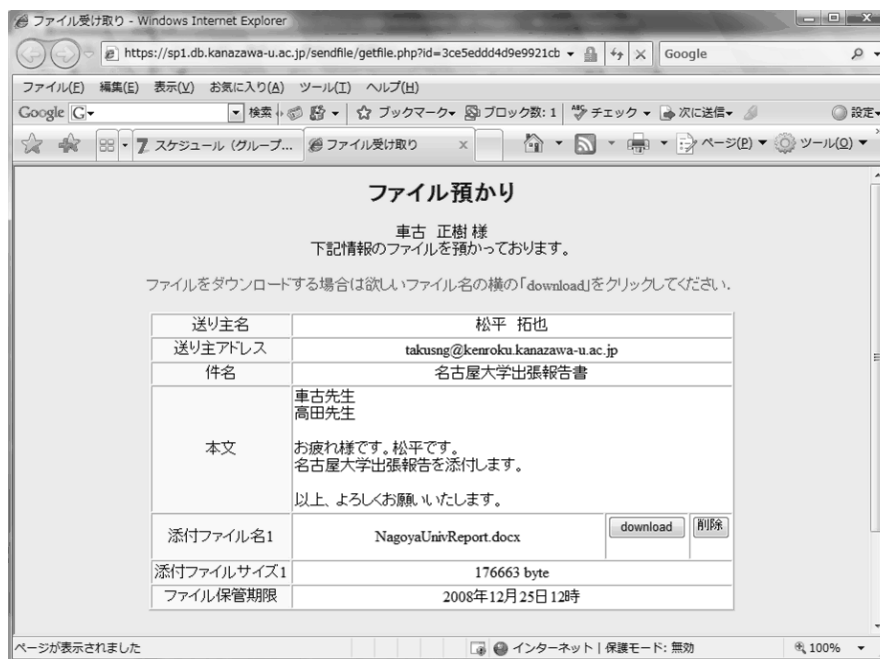 ファイル受け取り - Windows Internet Explorer
https://sp1.db.kanazawa-u.ac.jp/sendfile/getfile.php?id=3ce5eddd4d9e9921cb
Google
ファイル(F) 編集(E) 表示(V) お気に入り(A) ツール(T) ヘルプ(H)
Google G 検索 ブックマーク ブロック数: 1 チェック 次に送信 設定
スケジュール (グループ... ファイル受け取り x ページ(P) ツール(O)
ファイル預かり
車古 正樹 様
下記情報のファイルを預かっております。
ファイルをダウンロードする場合は欲しいファイル名の横の「download」をクリックしてください.
送り主名 松平 拓也
送り主アドレス takusng@kenroku.kanazawa-u.ac.jp
件名 名古屋大学出張報告書
車古先生
高田先生
本文 お疲れ様です。松平です。
名古屋大学出張報告を添付します。
以上、よろしくお願いいたします。
添付ファイル名1 NagoyaUnivReport.docx download 削除
添付ファイルサイズ1 176663 byte
ファイル保管期限 2008年12月25日12時
ページが表示されました インターネット | 保護モード: 無効 100%